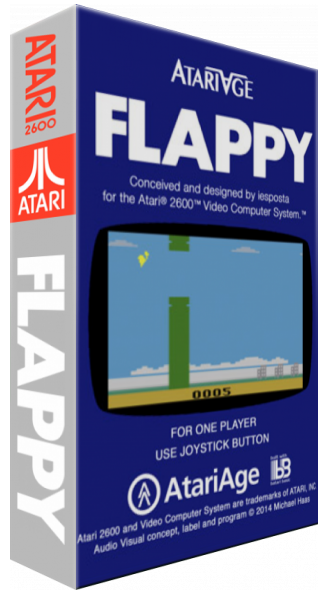 ATARI
2600
ATARI
FLAPPY
ATARIAGE
FLAPPY
Conceived and designed by iesposta
for the Atari® 2600™ Video Computer System.™
0005
FOR ONE PLAYER
USE JOYSTICK BUTTON
AtariAge
bB
Atari 2600 and Video Computer System are trademarks of ATARI, INC.
Audio Visual concept, label and program © 2014 Michael Haas